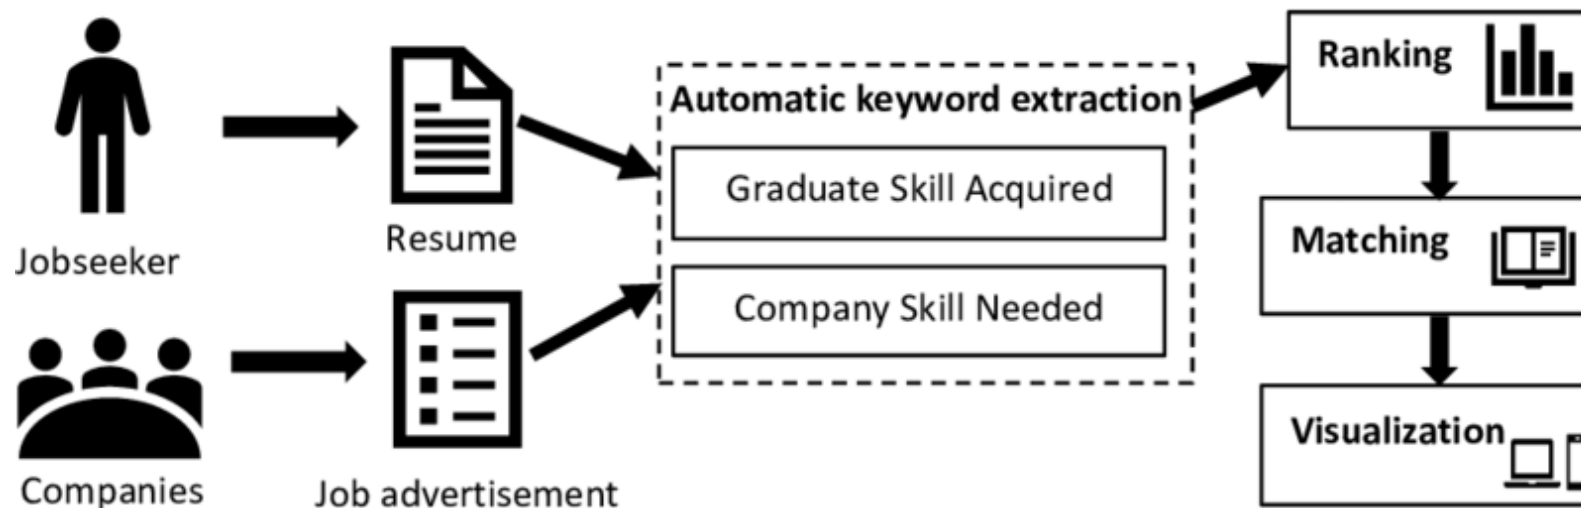 Jobseeker
Resume
Companies
Job advertisement
Automatic keyword extraction
Graduate Skill Acquired
Company Skill Needed
Ranking
Matching
Visualization